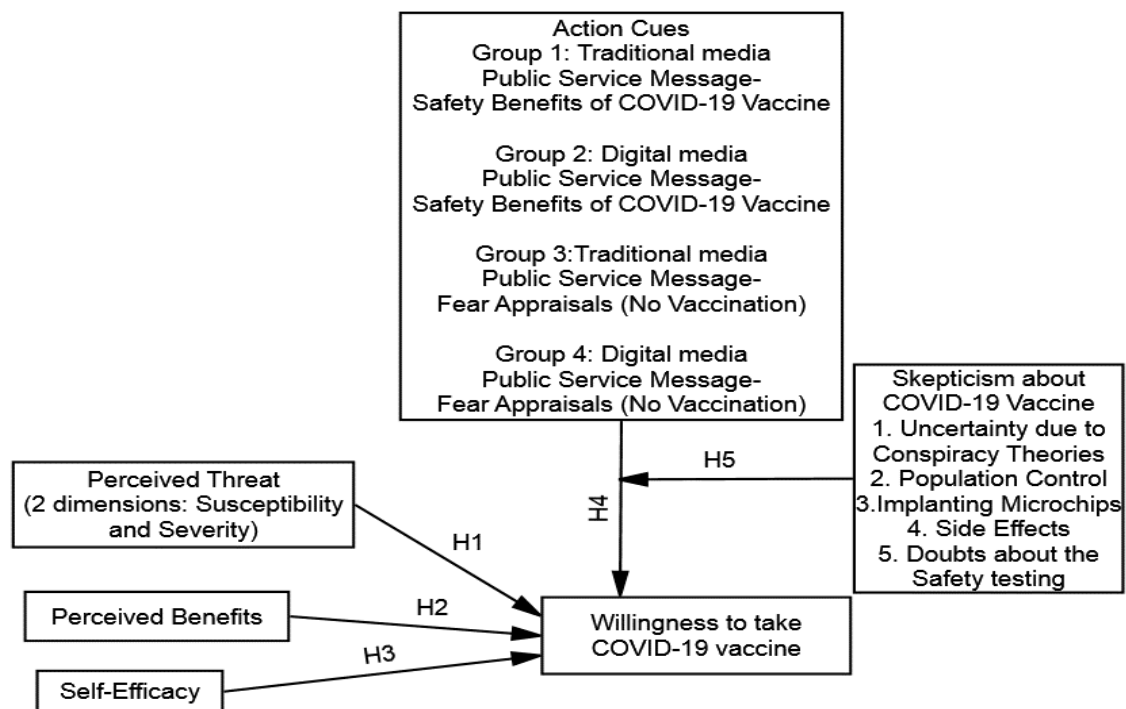 Action Cues
Group 1: Traditional media
Public Service Message-
Safety Benefits of COVID-19 Vaccine
Group 2: Digital media
Public Service Message-
Safety Benefits of COVID-19 Vaccine
Group 3:Traditional media
Public Service Message-
Fear Appraisals (No Vaccination)
Group 4: Digital media
Public Service Message-
Fear Appraisals (No Vaccination)
Skepticism about
COVID-19 Vaccine
1. Uncertainty due to
Conspiracy Theories
2. Population Control
3.Implanting Microchips
4. Side Effects
5. Doubts about the
Safety testing
H5
H4
Perceived Threat
(2 dimensions: Susceptibility
and Severity)
H1
Perceived Benefits
H2
Self-Efficacy
H3
Willingness to take
COVID-19 vaccine